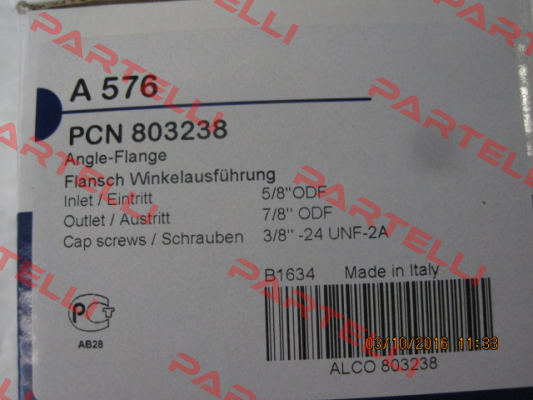 A 576
PCN 803238
Angle-Flange
Flansch Winkelausführung
Inlet / Eintritt 5/8"ODF
Outlet / Austritt 7/8" ODF
Cap screws / Schrauben 3/8" -24 UNF-2A
B1634 Made in Italy
РСТ
AB28
03/10/2016 11:33
ALCO 803238
PARTELLI
PARTELLI
PARTELLI
PARTELLI
PARTELLI